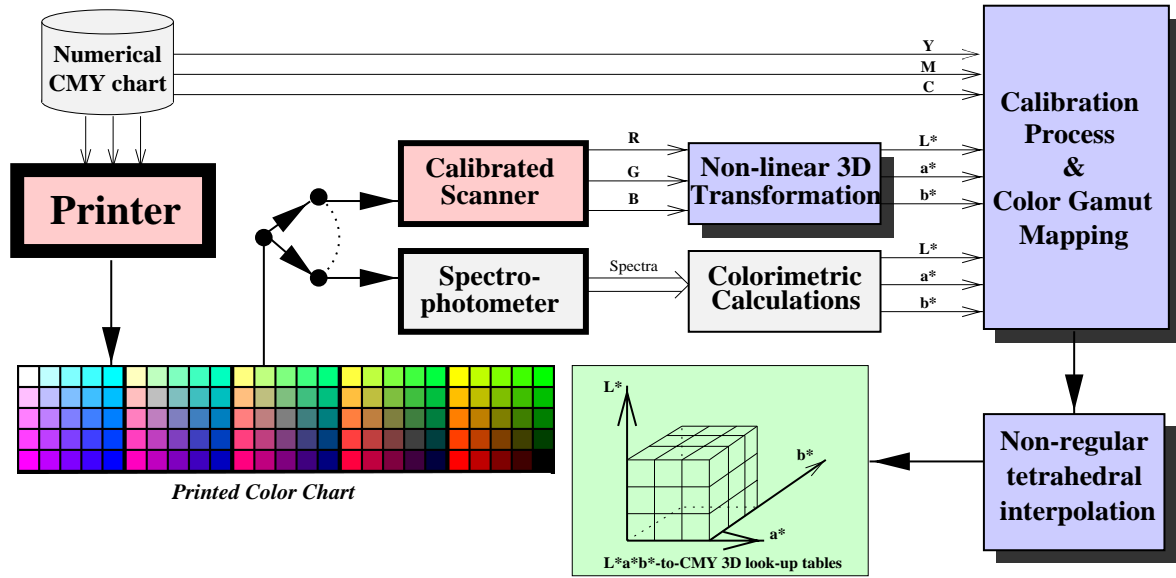 Numerical
CMY chart
Y
M
C
Printer
Calibrated
Scanner
R
G
B
Non-linear 3D
Transformation
L*
a*
b*
Spectro-
photometer
Spectra
Colorimetric
Calculations
L*
a*
b*
Calibration
Process
&
Color Gamut
Mapping
Printed Color Chart
L*
b*
a*
L*a*b*-to-CMY 3D look-up tables
Non-regular
tetrahedral
interpolation